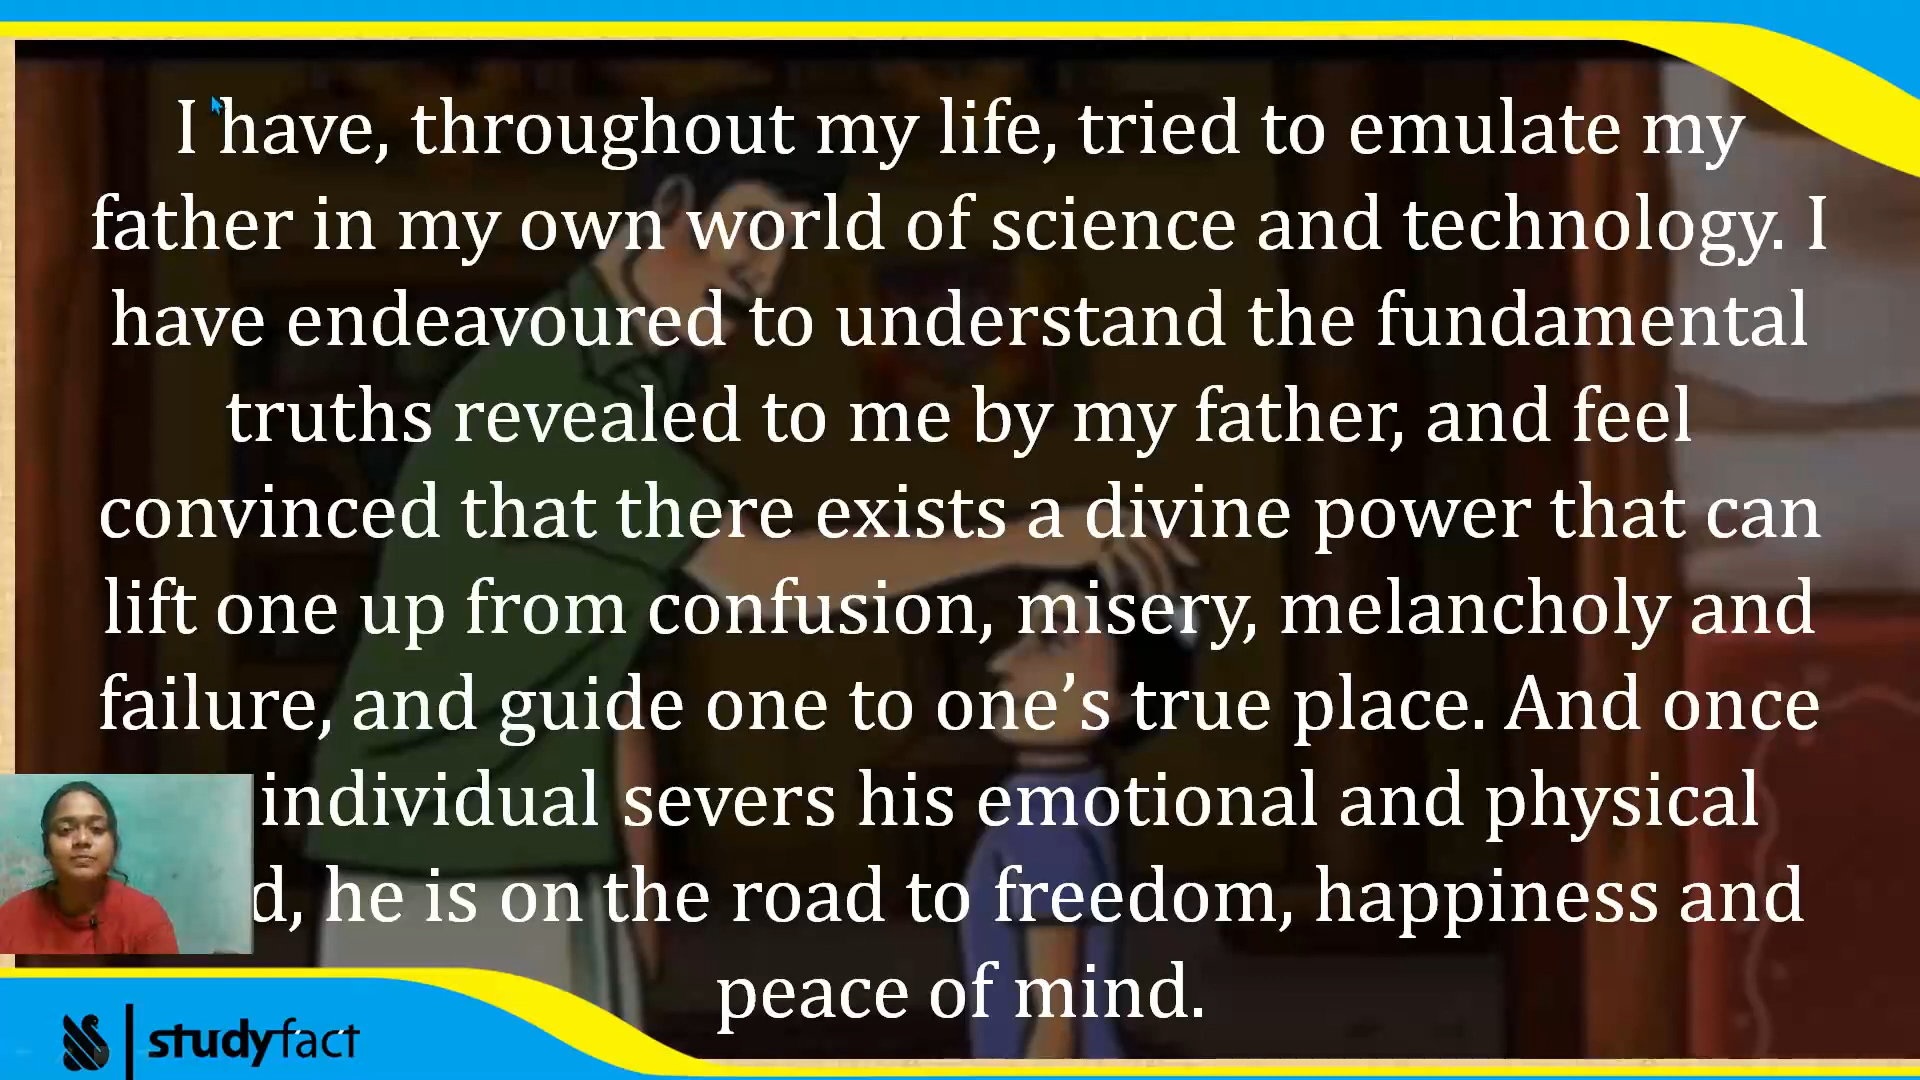 I have, throughout my life, tried to emulate my
father in my own world of science and technology. I
have endeavoured to understand the fundamental
truths revealed to me by my father, and feel
convinced that there exists a divine power that can
lift one up from confusion, misery, melancholy and
failure, and guide one to one's true place. And once
individual severs his emotional and physical
he is on the road to freedom, happiness and
peace of mind.
studyfact